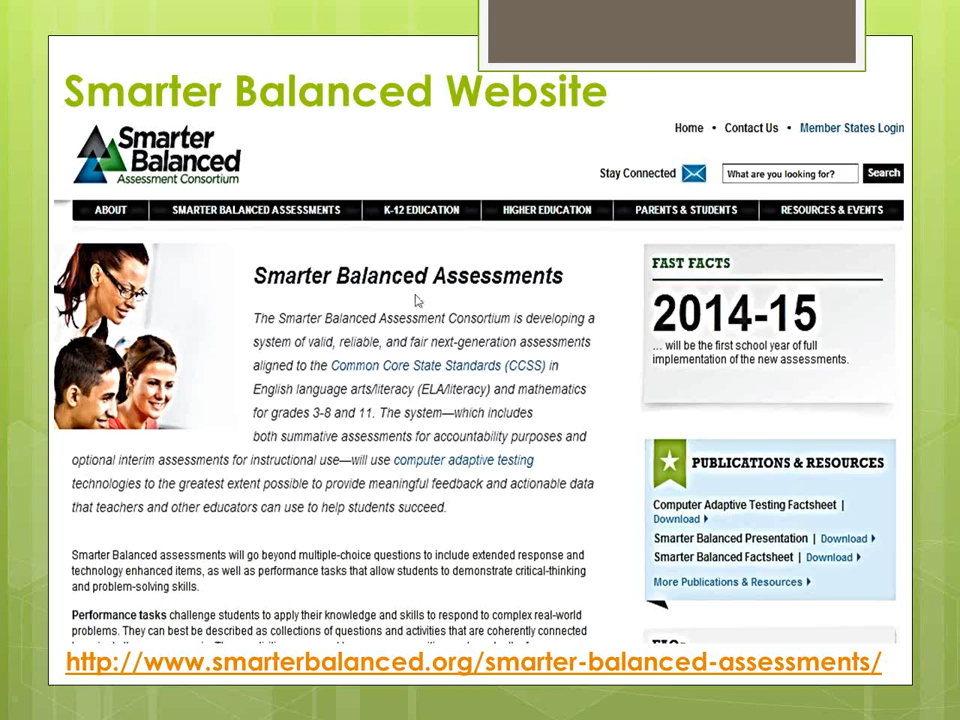 Smarter Balanced Website
Smarter
Balanced
Assessment Consortium
Home • Contact Us • Member States Login
Stay Connected
What are you looking for?
Search
ABOUT
SMARTER BALANCED ASSESSMENTS
K-12 EDUCATION
HIGHER EDUCATION
PARENTS & STUDENTS
RESOURCES & EVENTS
Smarter Balanced Assessments
The Smarter Balanced Assessment Consortium is developing a
system of valid, reliable, and fair next-generation assessments
aligned to the Common Core State Standards (CCSS) in
English language arts/literacy (ELA/literacy) and mathematics
for grades 3-8 and 11. The system—which includes
both summative assessments for accountability purposes and
optional interim assessments for instructional use—will use computer adaptive testing
technologies to the greatest extent possible to provide meaningful feedback and actionable data
that teachers and other educators can use to help students succeed.
Smarter Balanced assessments will go beyond multiple-choice questions to include extended response and
technology enhanced items, as well as performance tasks that allow students to demonstrate critical-thinking
and problem-solving skills.
Performance tasks challenge students to apply their knowledge and skills to respond to complex real-world
problems. They can best be described as collections of questions and activities that are coherently connected
FAST FACTS
2014-15
... will be the first school year of full
implementation of the new assessments.
PUBLICATIONS & RESOURCES
Computer Adaptive Testing Factsheet |
Download
Smarter Balanced Presentation | Download
Smarter Balanced Factsheet | Download
More Publications & Resources
FAQs
http://www.smarterbalanced.org/smarter-balanced-assessments/